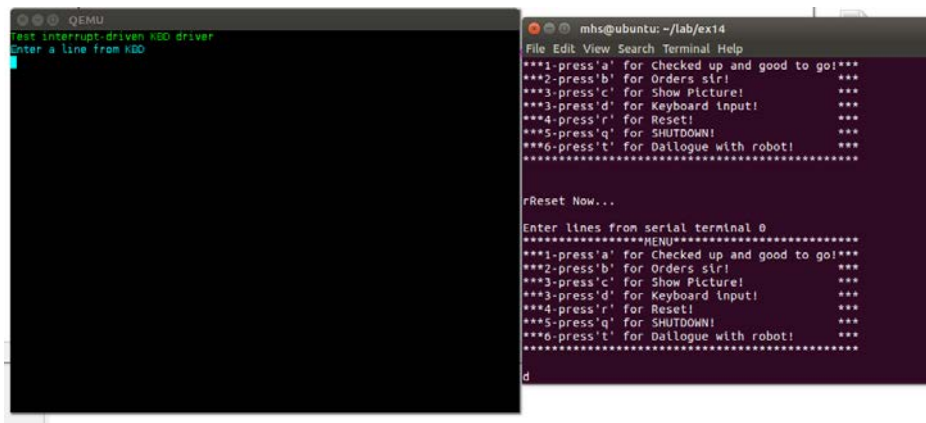 QEMU
Test interrupt-driven KBD driver
Enter a line from KBD
mhs@ubuntu: ~/lab/ex14
File Edit View Search Terminal Help
***1-press'a' for Checked up and good to go!***
***2-press'b' for Orders sir! ***
***3-press'c' for Show Picture! ***
***3-press'd' for Keyboard input! ***
***4-press'r' for Reset! ***
***5-press'q' for SHUTDOWN! ***
***6-press't' for Dailogue with robot! ***
***********************************************
rReset Now...
Enter lines from serial terminal 0
*****************MENU**************************
***1-press'a' for Checked up and good to go!***
***2-press'b' for Orders sir! ***
***3-press'c' for Show Picture! ***
***3-press'd' for Keyboard input! ***
***4-press'r' for Reset! ***
***5-press'q' for SHUTDOWN! ***
***6-press't' for Dailogue with robot! ***
***********************************************
d